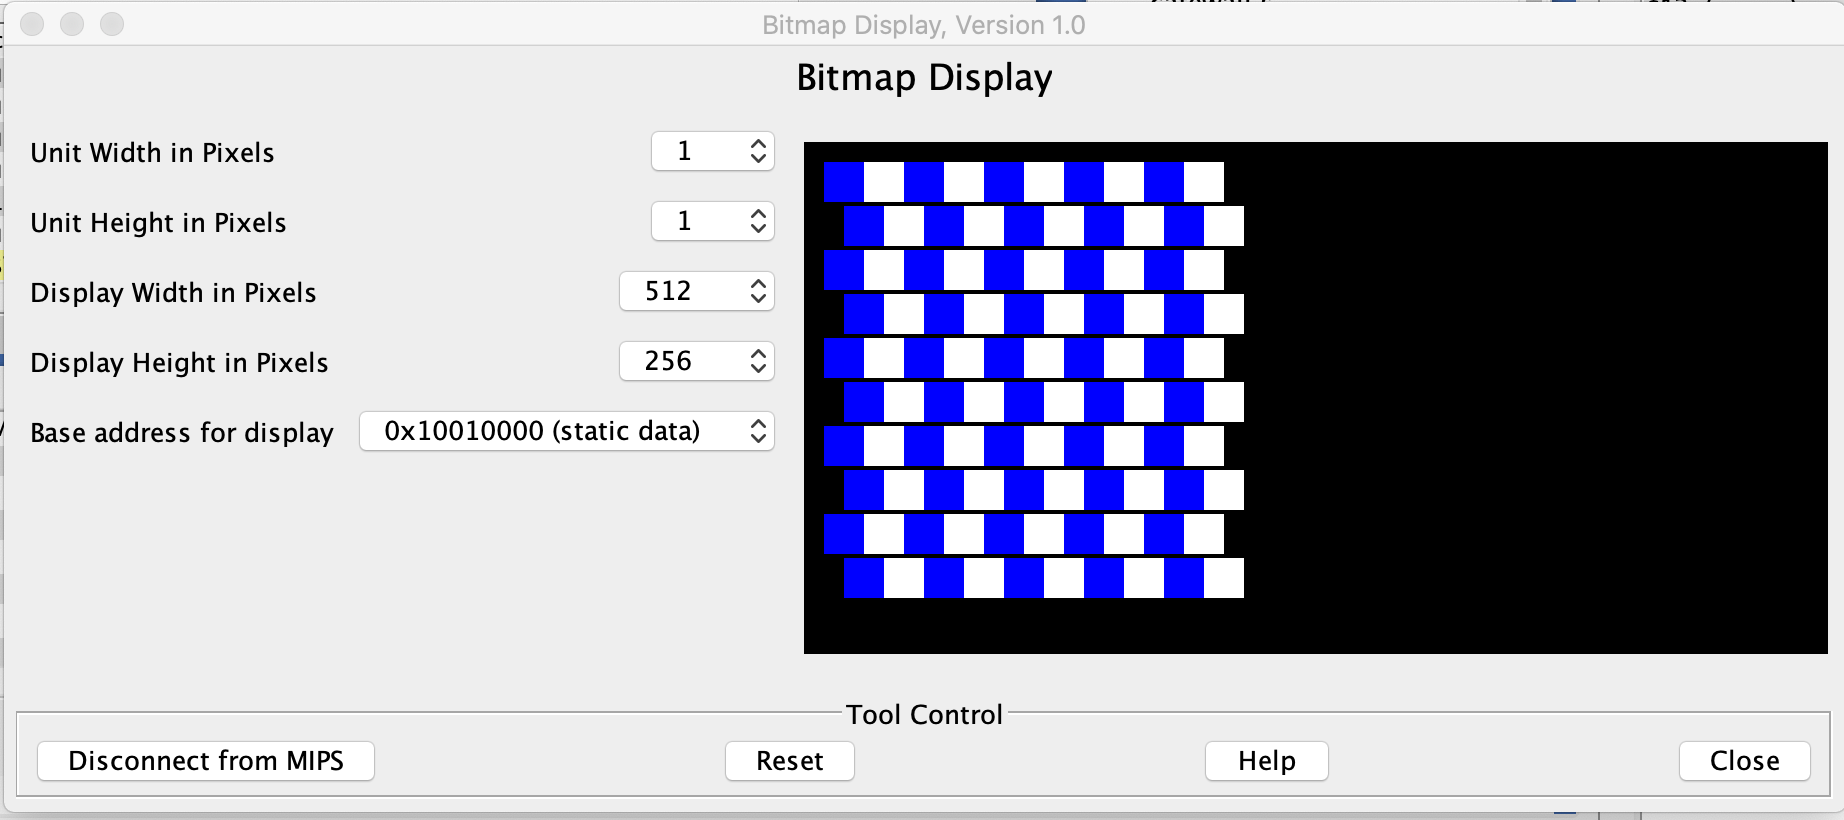 Bitmap Display, Version 1.0
Bitmap Display
Unit Width in Pixels 1
Unit Height in Pixels 1
Display Width in Pixels 512
Display Height in Pixels 256
Base address for display 0x10010000 (static data)
Tool Control
Disconnect from MIPS Reset Help Close